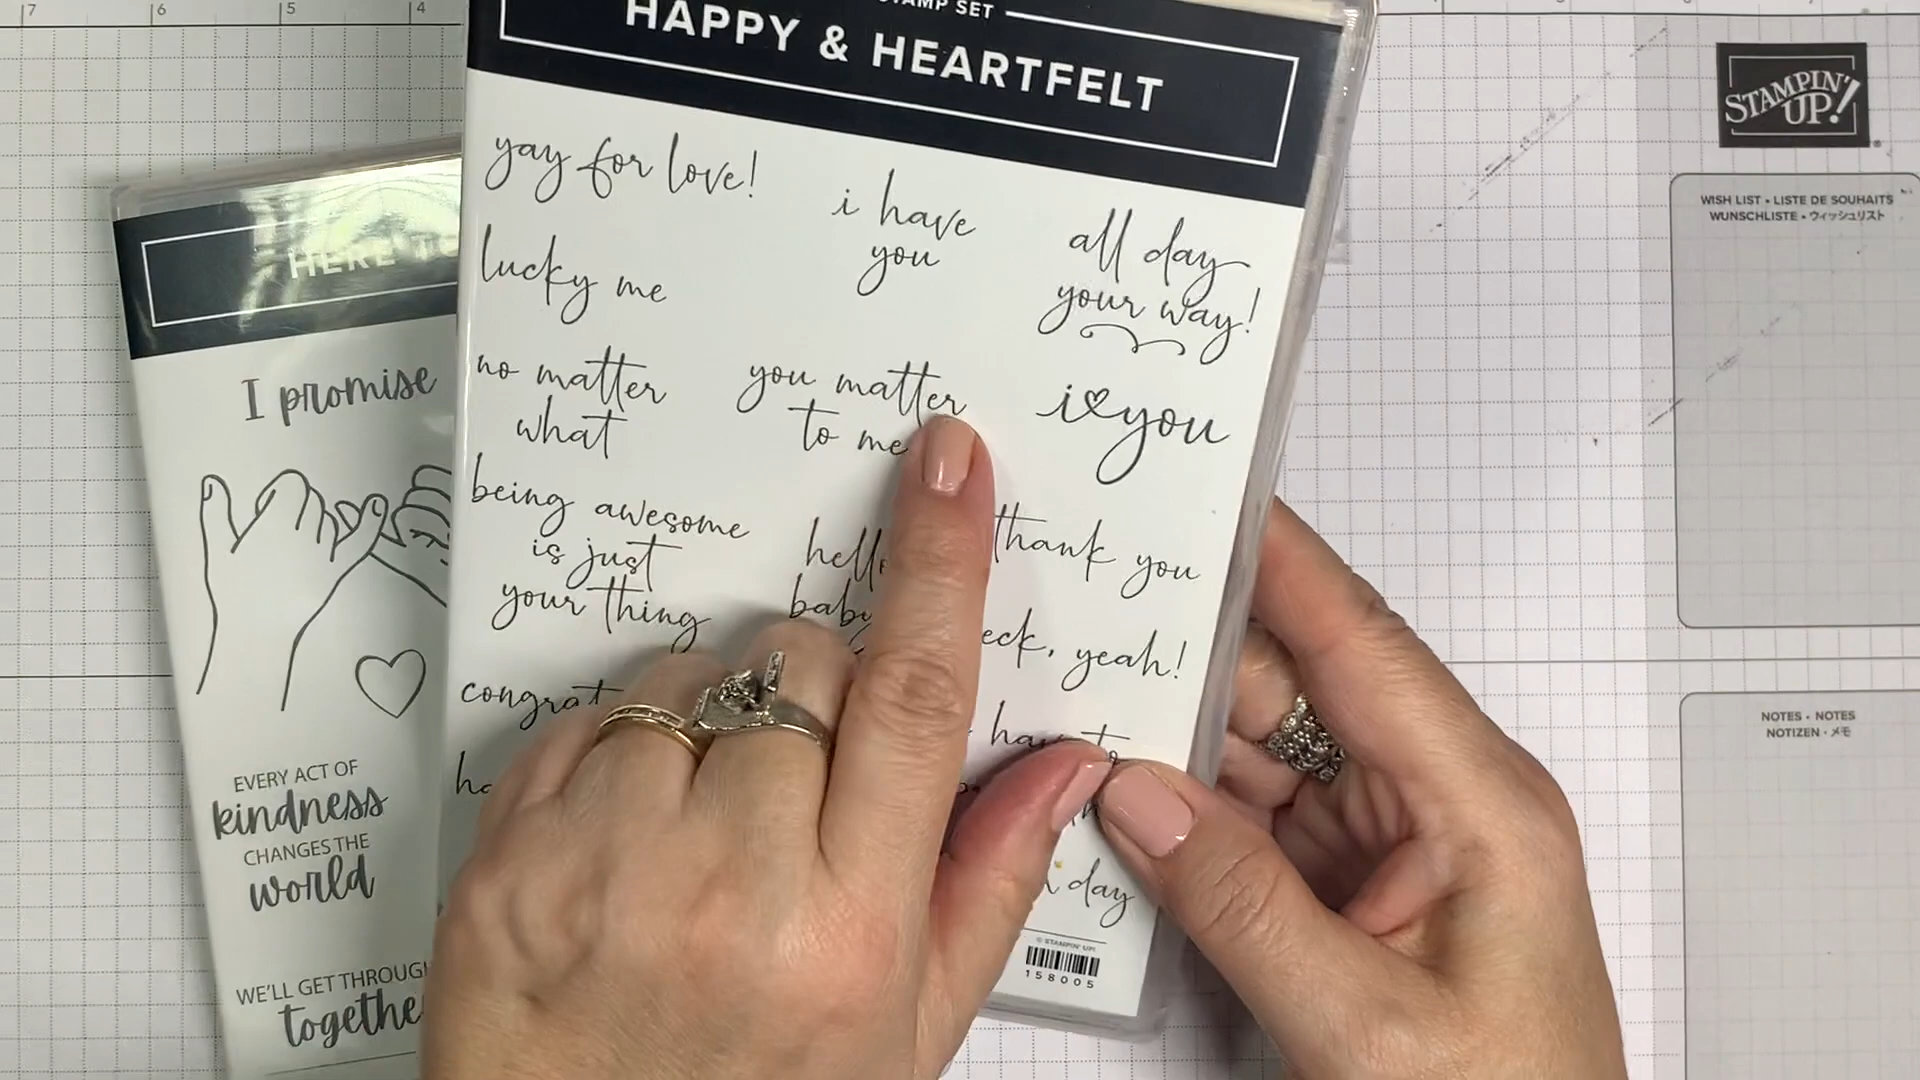 7 6 5 4
STAMP SET
HAPPY & HEARTFELT
yay for love!
i have
you
all day
your way!
lucky me
no matter
what
you matter
to me
i you
being awesome
is just
your thing
thank you
yeah!
day
© STAMPIN' UP!
158005
HERE
I promise
EVERY ACT OF
kindness
CHANGES THE
world
WE'LL GET
STAMPIN'
UP!
WISH LIST • LISTE DE SOUHAITS
WUNSCHLISTE • ウィッシュリスト
NOTES • NOTES
NOTIZEN • メモ